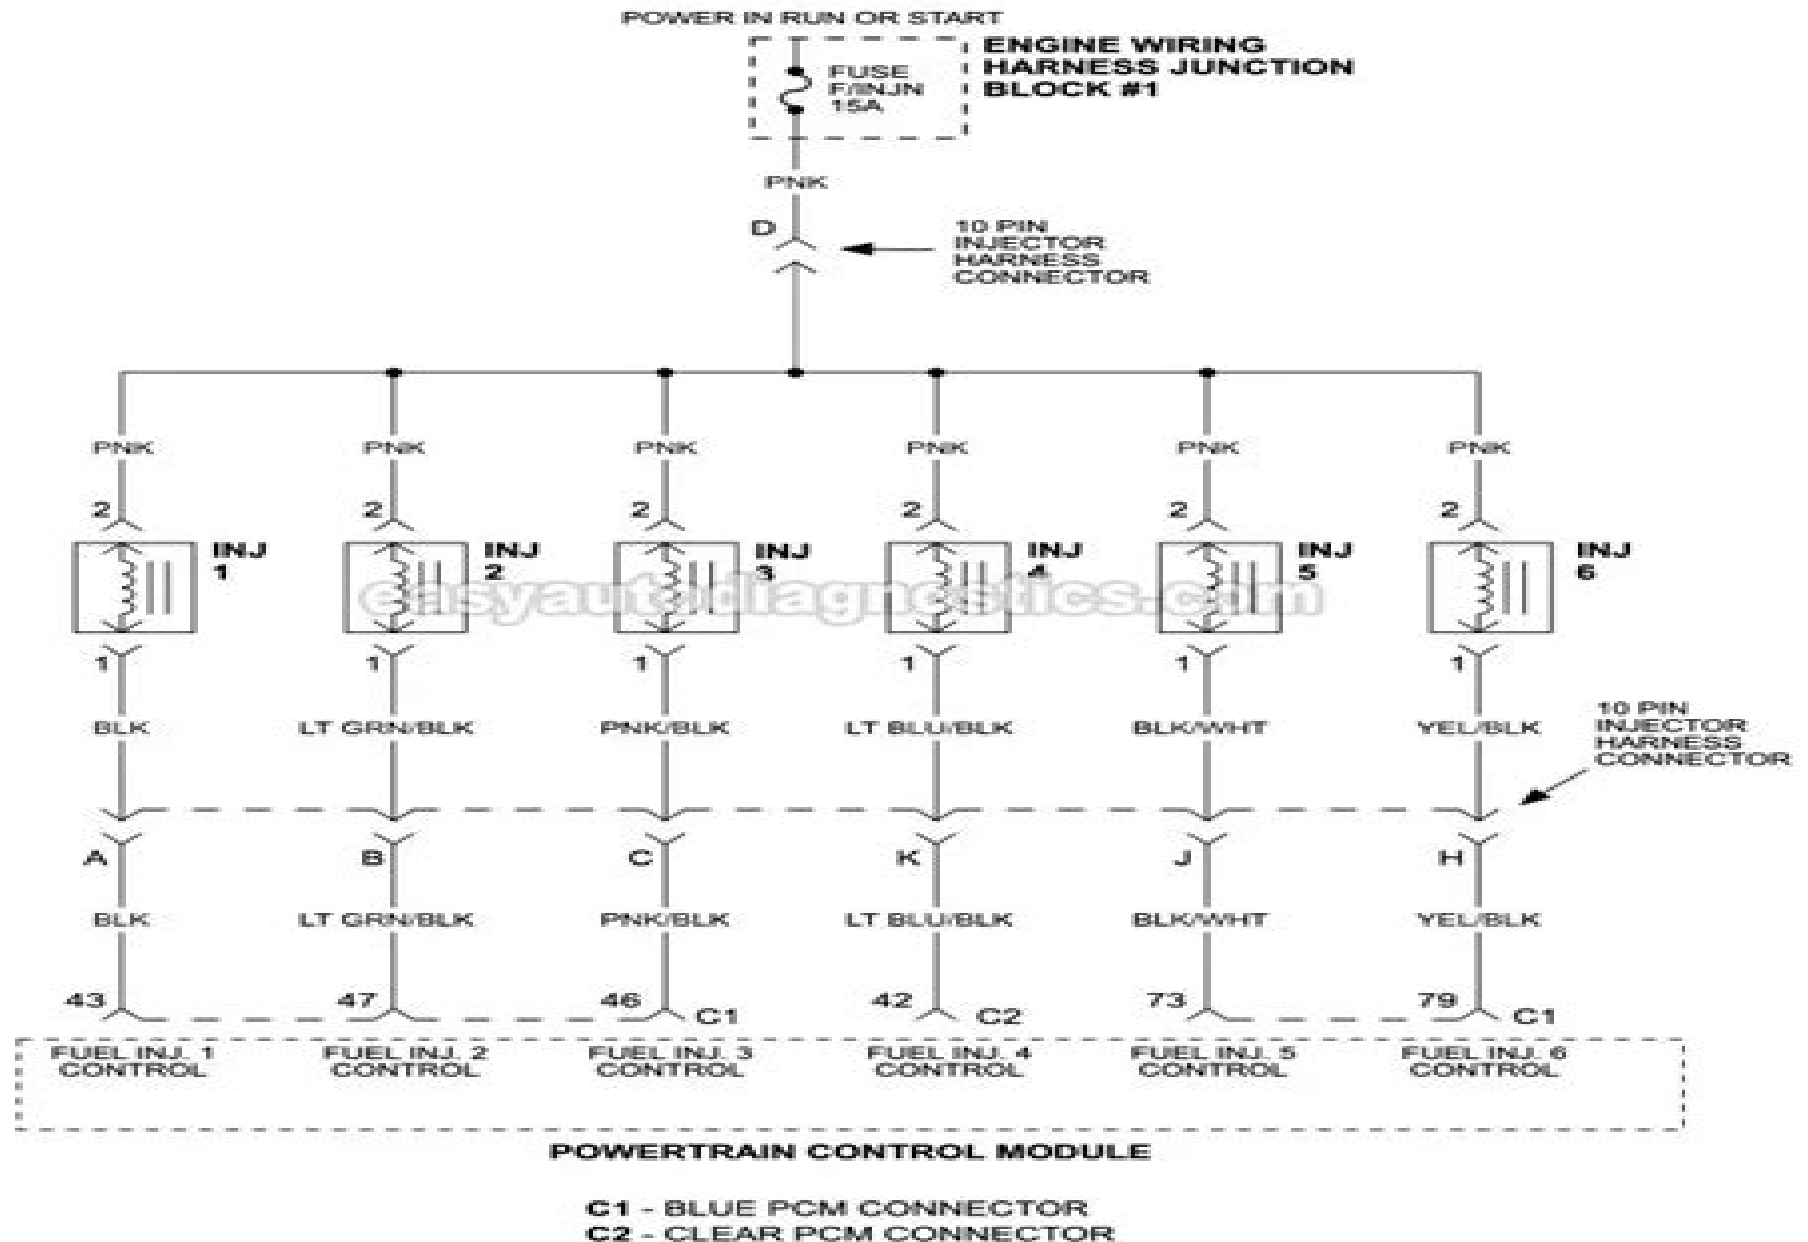 POWER IN RUN OR START
ENGINE WIRING
HARNESS JUNCTION
BLOCK #1
FUSE
F/INJN
15A
PNK
D
10 PIN
INJECTOR
HARNESS
CONNECTOR
PNK PNK PNK PNK PNK PNK
2 2 2 2 2 2
INJ INJ INJ INJ INJ INJ
1 2 3 4 5 6
easyautodiagnostics.com
1 1 1 1 1 1
BLK LT GRN/BLK PNK/BLK LT BLU/BLK BLK/WHT YEL/BLK
10 PIN
INJECTOR
HARNESS
CONNECTOR
A B C K J H
BLK LT GRN/BLK PNK/BLK LT BLU/BLK BLK/WHT YEL/BLK
43 47 46 C1 42 C2 73 79 C1
FUEL INJ. 1 FUEL INJ. 2 FUEL INJ. 3 FUEL INJ. 4 FUEL INJ. 5 FUEL INJ. 6
CONTROL CONTROL CONTROL CONTROL CONTROL CONTROL
POWERTRAIN CONTROL MODULE
C1 - BLUE PCM CONNECTOR
C2 - CLEAR PCM CONNECTOR